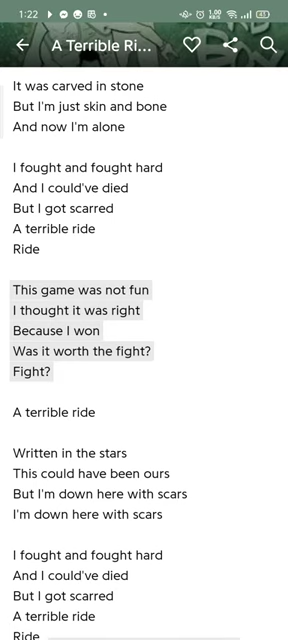 1:22
1.00
KB/s
43
A Terrible Ri...
It was carved in stone
But I'm just skin and bone
And now I'm alone
I fought and fought hard
And I could've died
But I got scarred
A terrible ride
Ride
This game was not fun
I thought it was right
Because I won
Was it worth the fight?
Fight?
A terrible ride
Written in the stars
This could have been ours
But I'm down here with scars
I'm down here with scars
I fought and fought hard
And I could've died
But I got scarred
A terrible ride
Ride